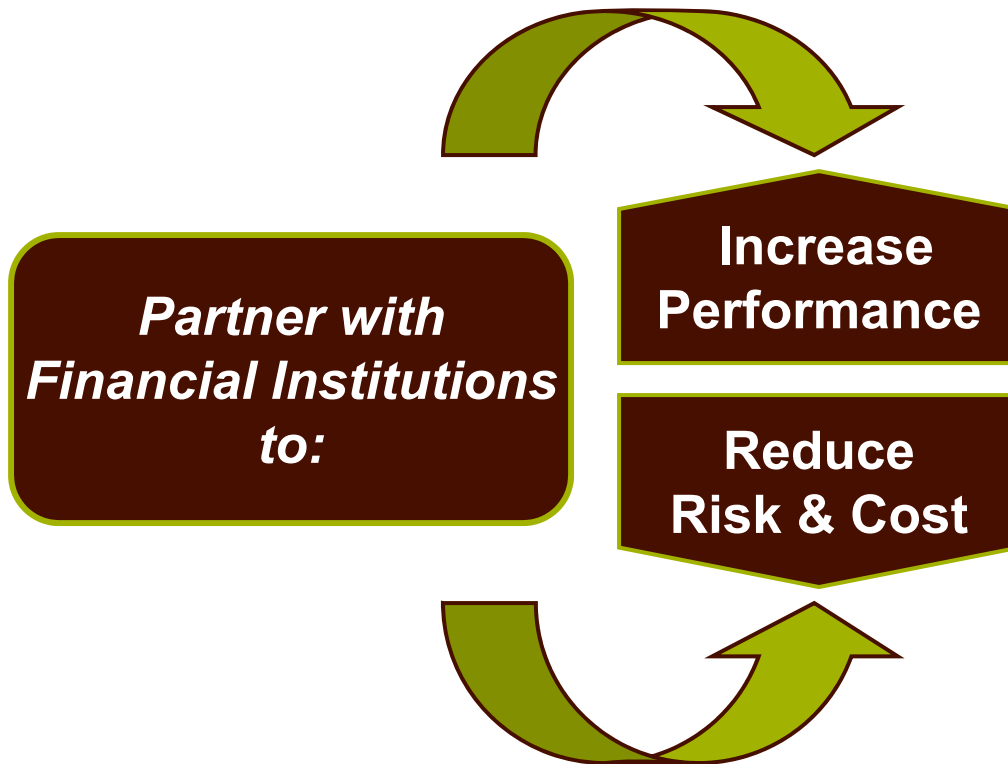 Partner with
Financial Institutions
to:
Increase
Performance
Reduce
Risk & Cost